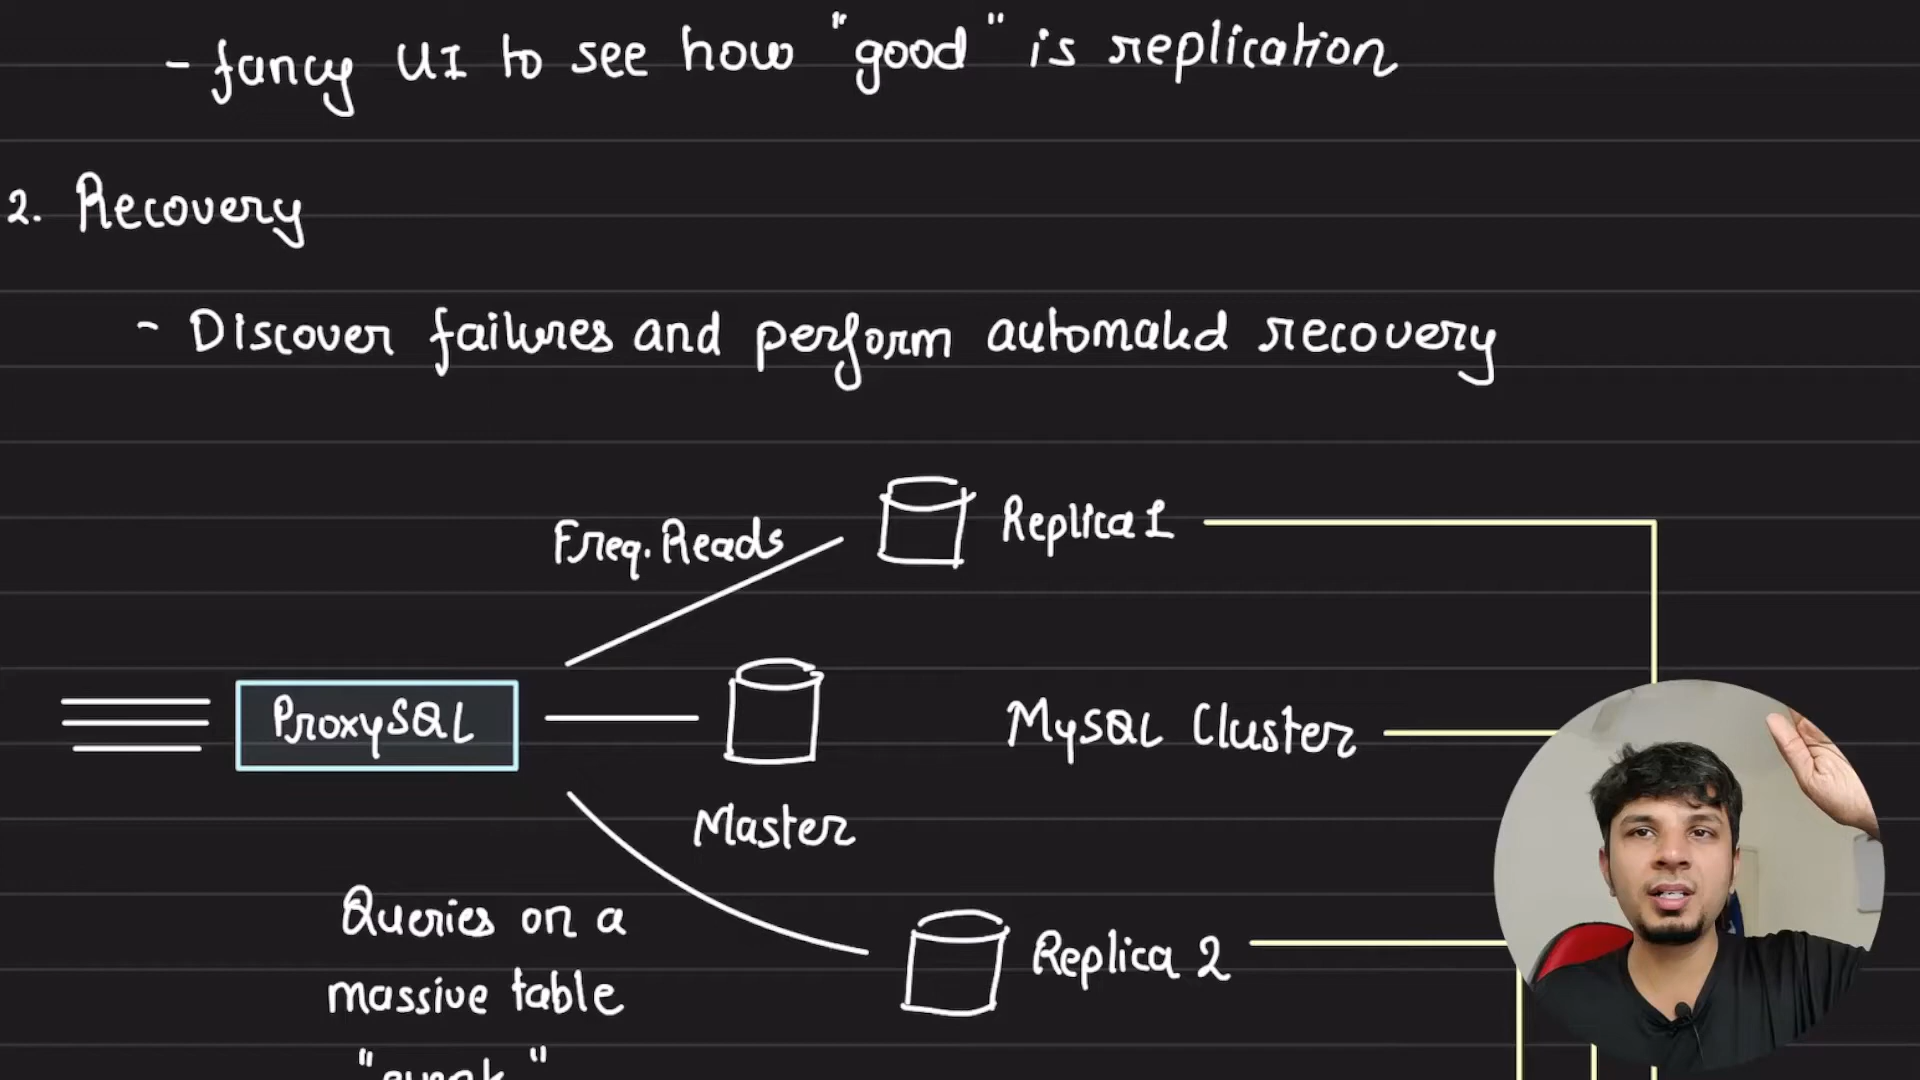 - fancy UI to see how "good" is replication
2. Recovery
- Discover failures and perform automated recovery
Freq. Reads
Replica 1
ProxySQL
MySQL Cluster
Master
Queries on a
massive table
Replica 2